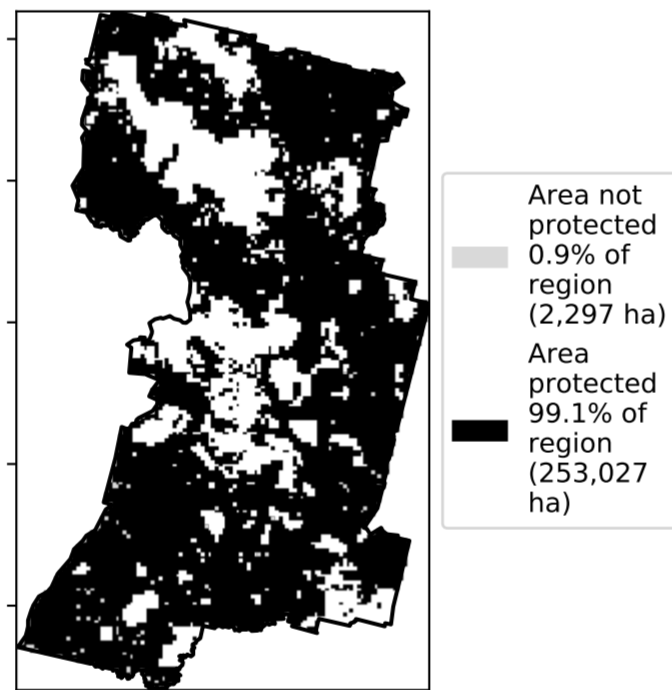 Area not
protected
0.9% of
region
(2,297 ha)
Area
protected
99.1% of
region
(253,027
ha)